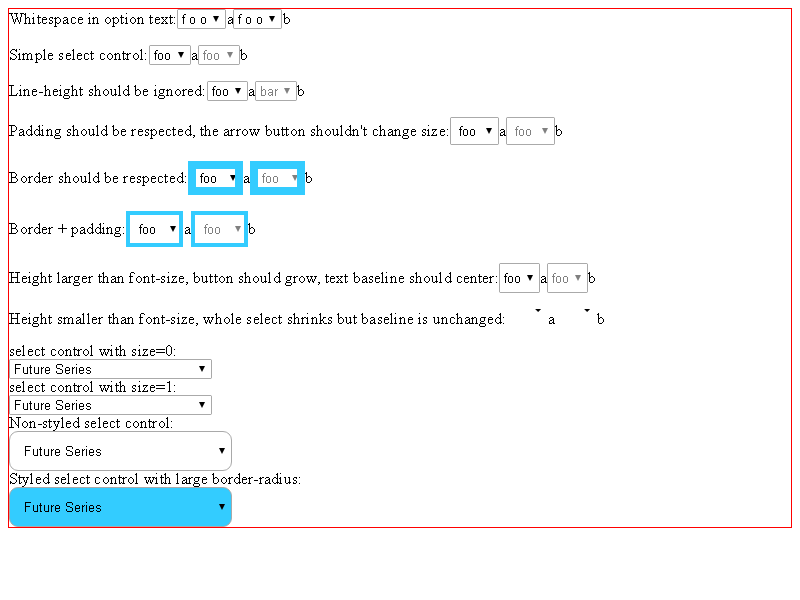 Whitespace in option text: f o o a f o o b
Simple select control: foo a foo b
Line-height should be ignored: foo a bar b
Padding should be respected, the arrow button shouldn't change size: foo a foo b
Border should be respected: foo a foo b
Border + padding: foo a foo b
Height larger than font-size, button should grow, text baseline should center: foo a foo b
Height smaller than font-size, whole select shrinks but baseline is unchanged: a b
select control with size=0:
Future Series
select control with size=1:
Future Series
Non-styled select control:
Future Series
Styled select control with large border-radius:
Future Series